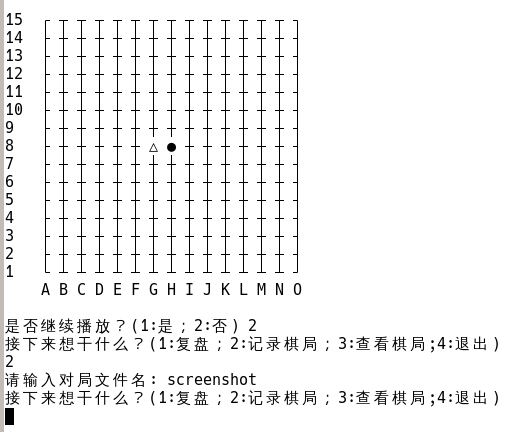 15
14
13
12
11
10
9
8 △ ●
7
6
5
4
3
2
1
A B C D E F G H I J K L M N O
是否继续播放？(1:是；2:否) 2
接下来想干什么？(1:复盘；2:记录棋局；3:查看棋局;4:退出)
2
请输入对局文件名: screenshot
接下来想干什么？(1:复盘；2:记录棋局；3:查看棋局;4:退出)